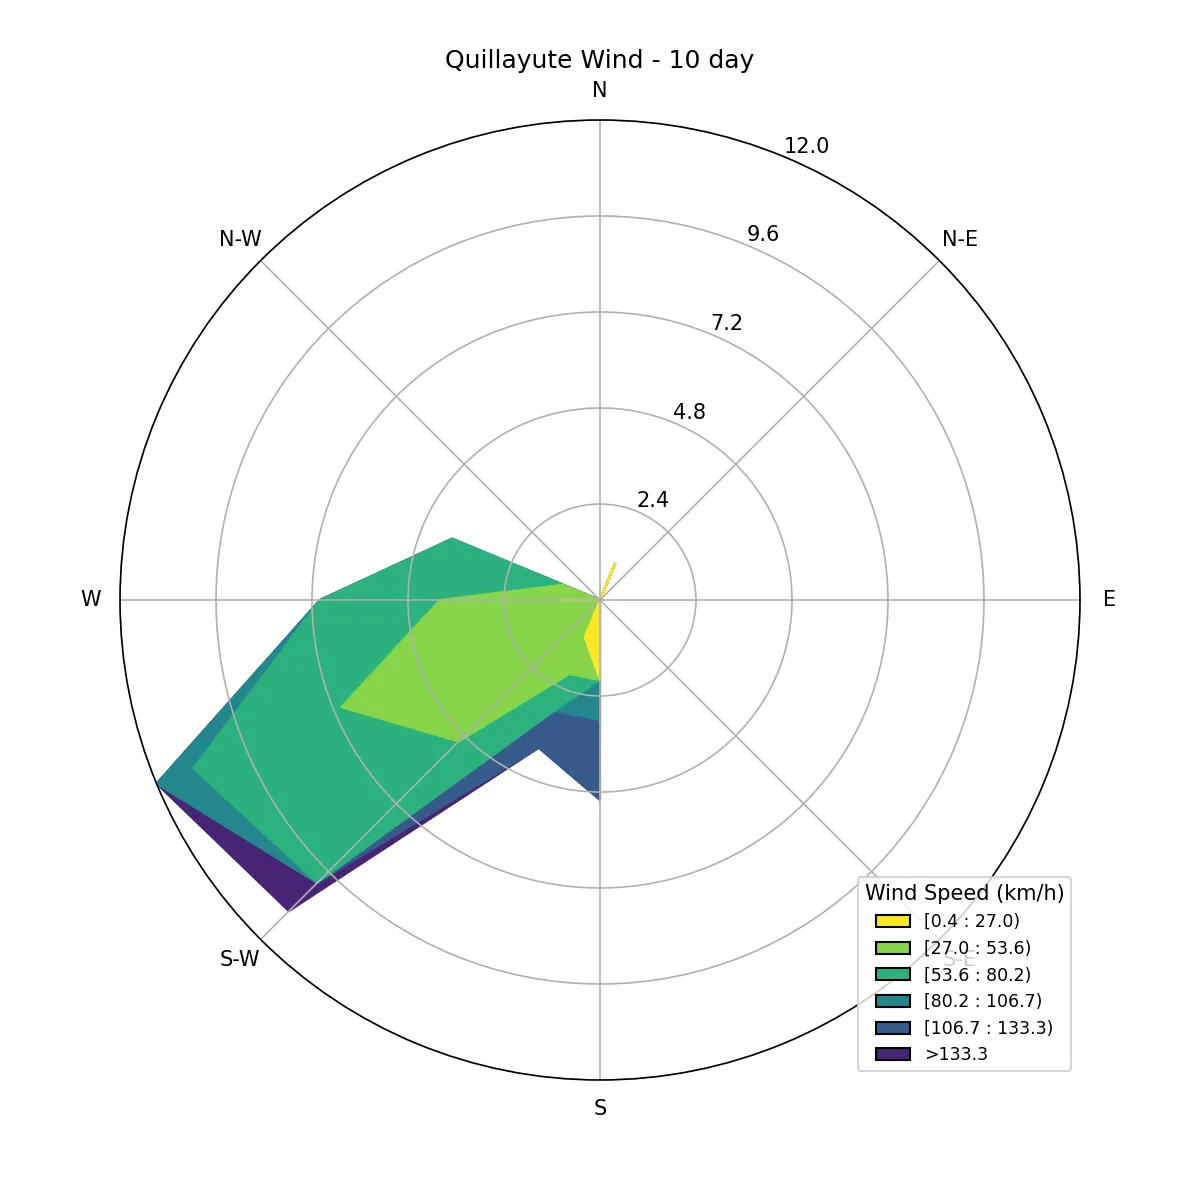 Quillayute Wind - 10 day
N
12.0
9.6
N-W
N-E
7.2
4.8
2.4
W
E
Wind Speed (km/h)
[0.4 : 27.0)
[27.0 : 53.6)
S-W
S-E
[53.6 : 80.2)
[80.2 : 106.7)
[106.7 : 133.3)
>133.3
S